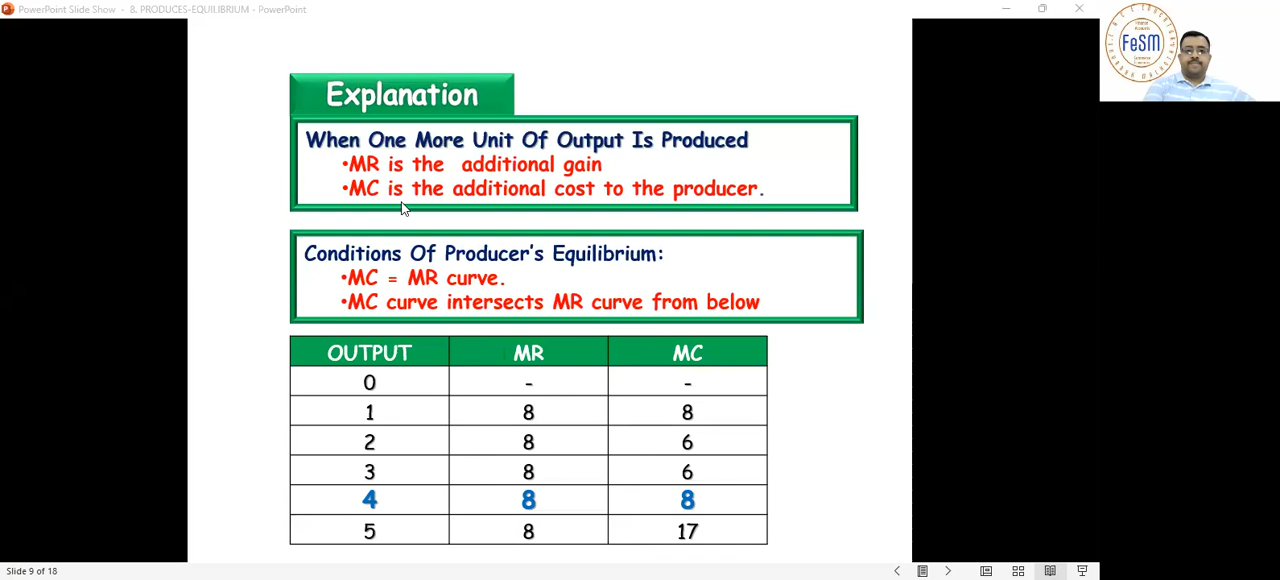 PowerPoint Slide Show - 8. PRODUCES-EQUILIBRIUM - PowerPoint
FeSM
Explanation
When One More Unit Of Output Is Produced
•MR is the additional gain
•MC is the additional cost to the producer.
Conditions Of Producer's Equilibrium:
•MC = MR curve.
•MC curve intersects MR curve from below
OUTPUT MR MC
0 - -
1 8 8
2 8 6
3 8 6
4 8 8
5 8 17
Slide 9 of 18